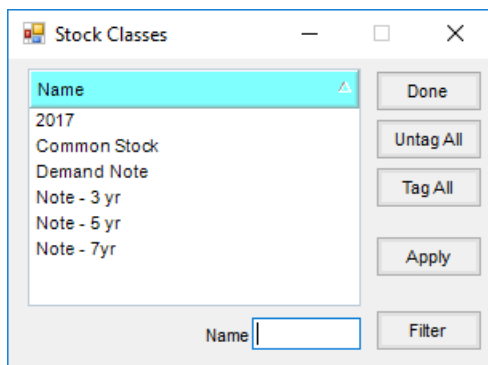 Stock Classes
Name
2017
Common Stock
Demand Note
Note - 3 yr
Note - 5 yr
Note - 7yr
Done
Untag All
Tag All
Apply
Name
Filter